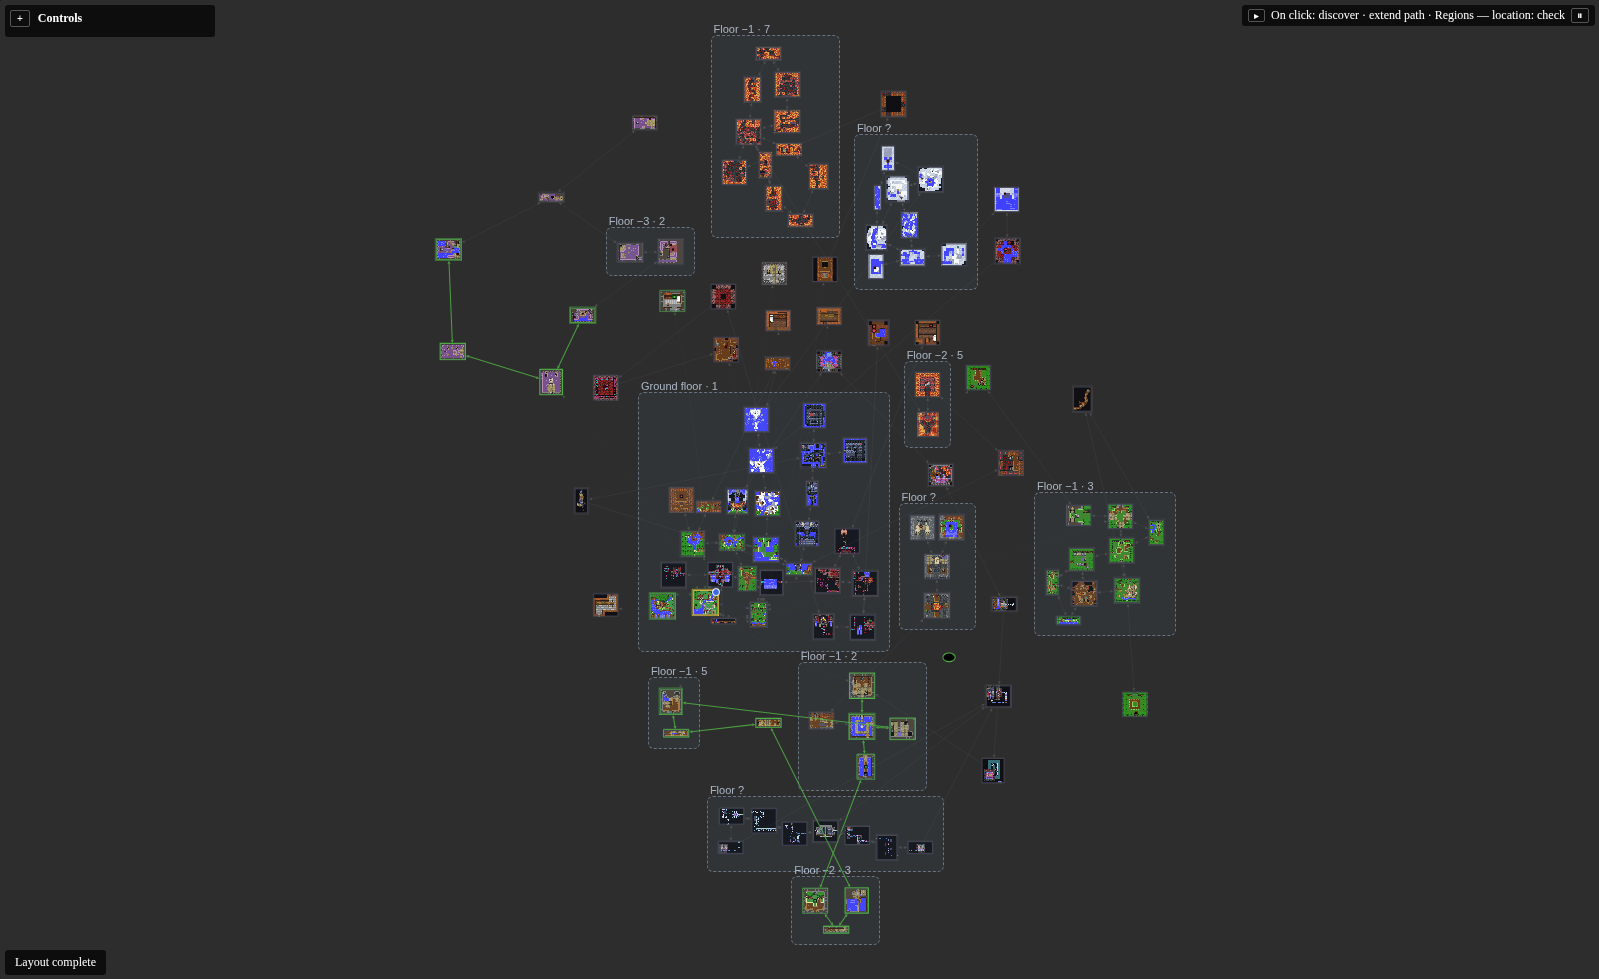 + Controls
▶ On click: discover · extend path · Regions — location: check ⏸
Floor −1 · 7
Floor ?
Floor −3 · 2
Floor −2 · 5
Ground floor · 1
Floor −1 · 3
Floor ?
Floor −1 · 2
Floor −1 · 5
Floor ?
Floor −2 · 3
Layout complete